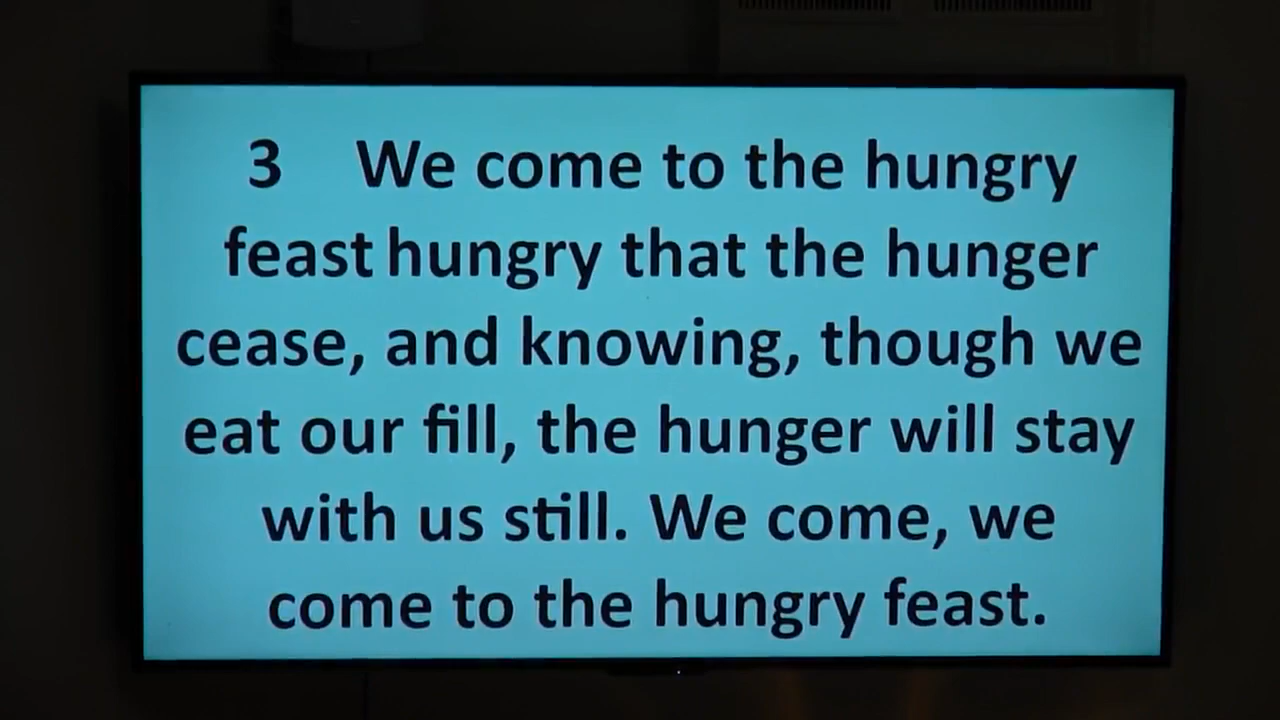 3 We come to the hungry
feast hungry that the hunger
cease, and knowing, though we
eat our fill, the hunger will stay
with us still. We come, we
come to the hungry feast.